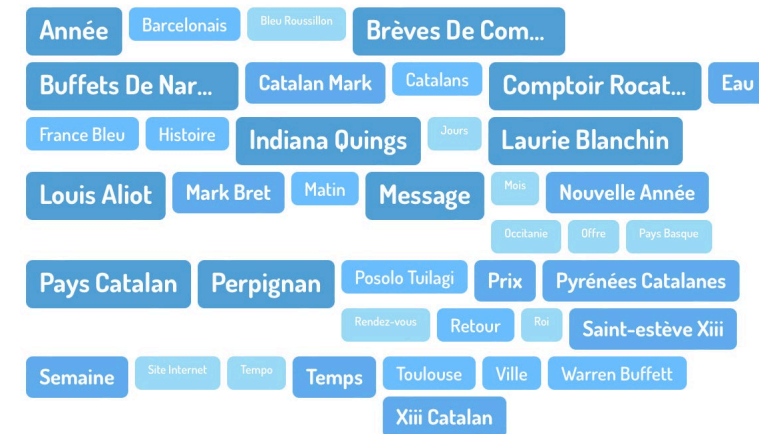 Année Barcelonais Bleu Roussillon Brèves De Com...
Buffets De Nar... Catalan Mark Catalans Comptoir Rocat... Eau
France Bleu Histoire Indiana Quings Jours Laurie Blanchin
Louis Aliot Mark Bret Matin Message Mois Nouvelle Année
Occitanie Offre Pays Basque
Pays Catalan Perpignan Posolo Tuilagi Prix Pyrénées Catalanes
Rendez-vous Retour Roi Saint-estève Xiii
Semaine Site Internet Tempo Temps Toulouse Ville Warren Buffett
Xiii Catalan